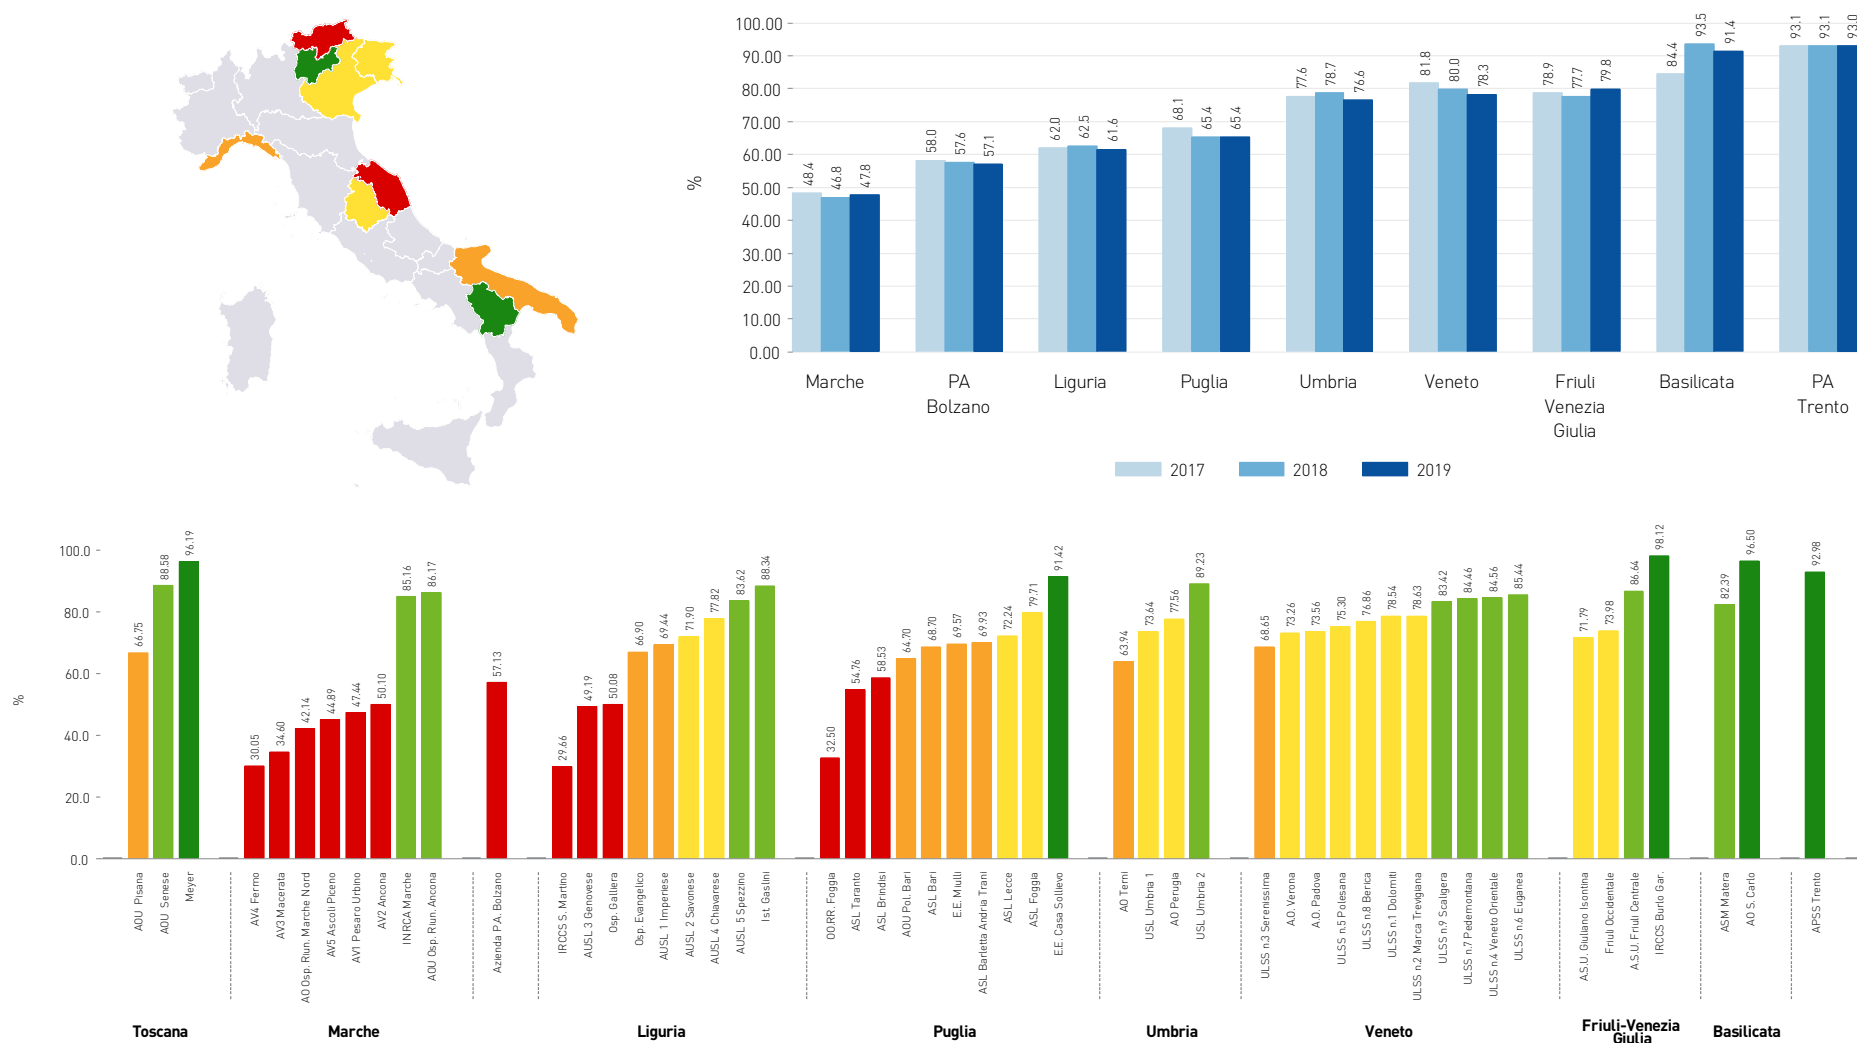 100.00
90.00
80.00
70.00
60.00
50.00
40.00
30.00
20.00
10.00
0.00
%
48.4
46.8
47.8
58.0
57.6
57.1
62.0
62.5
61.6
68.1
65.4
65.4
77.6
78.7
76.6
81.8
80.0
78.3
78.9
77.7
79.8
84.4
93.5
91.4
93.1
93.1
93.0
Marche
PA
Bolzano
Liguria
Puglia
Umbria
Veneto
Friuli
Venezia
Giulia
Basilicata
PA
Trento
2017
2018
2019
100.0
80.0
60.0
40.0
20.0
0.0
%
66.75
88.58
96.19
30.05
34.60
42.14
44.89
47.44
50.10
85.16
86.17
57.13
29.66
49.19
50.08
66.90
69.44
71.90
77.82
83.62
88.34
32.50
54.76
58.53
64.70
68.70
69.57
69.93
72.24
79.71
91.42
63.94
73.64
77.56
89.23
68.65
73.26
73.56
75.30
76.86
78.54
78.63
83.42
84.46
84.56
85.44
71.79
73.98
86.64
98.12
82.39
96.50
92.98
AOU Pisana
AOU Senese
Meyer
AV4 Fermo
AV3 Macerata
AO Osp. Riun. Marche Nord
AV5 Ascoli Piceno
AV1 Pesaro Urbino
AV2 Ancona
INRCA Marche
AOU Osp. Riun. Ancona
Azienda P.A. Bolzano
IRCCS S. Martino
AUSL 3 Genovese
Osp. Galliera
Osp. Evangelico
AUSL 1 Imperiese
AUSL 2 Savonese
AUSL 4 Chiavarese
AUSL 5 Spezzino
Ist. Gaslini
OO.RR. Foggia
ASL Taranto
ASL Brindisi
AOU Pol. Bari
ASL Bari
E.E. Miulli
ASL Barletta Andria Trani
ASL Lecce
ASL Foggia
E.E. Casa Sollievo
AO Terni
USL Umbria 1
AO Perugia
USL Umbria 2
ULSS n.3 Serenissima
A.O. Verona
A.O. Padova
ULSS n.5 Polesana
ULSS n.8 Berica
ULSS n.1 Dolomiti
ULSS n.2 Marca Trevigiana
ULSS n.9 Scaligera
ULSS n.7 Pedemontana
ULSS n.4 Veneto Orientale
ULSS n.6 Euganea
A.S.U. Giuliano Isontina
Friuli Occidentale
A.S.U. Friuli Centrale
IRCCS Burlo Gar.
ASM Matera
AO S. Carlo
APSS Trento
Toscana
Marche
Liguria
Puglia
Umbria
Veneto
Friuli-Venezia
Giulia
Basilicata